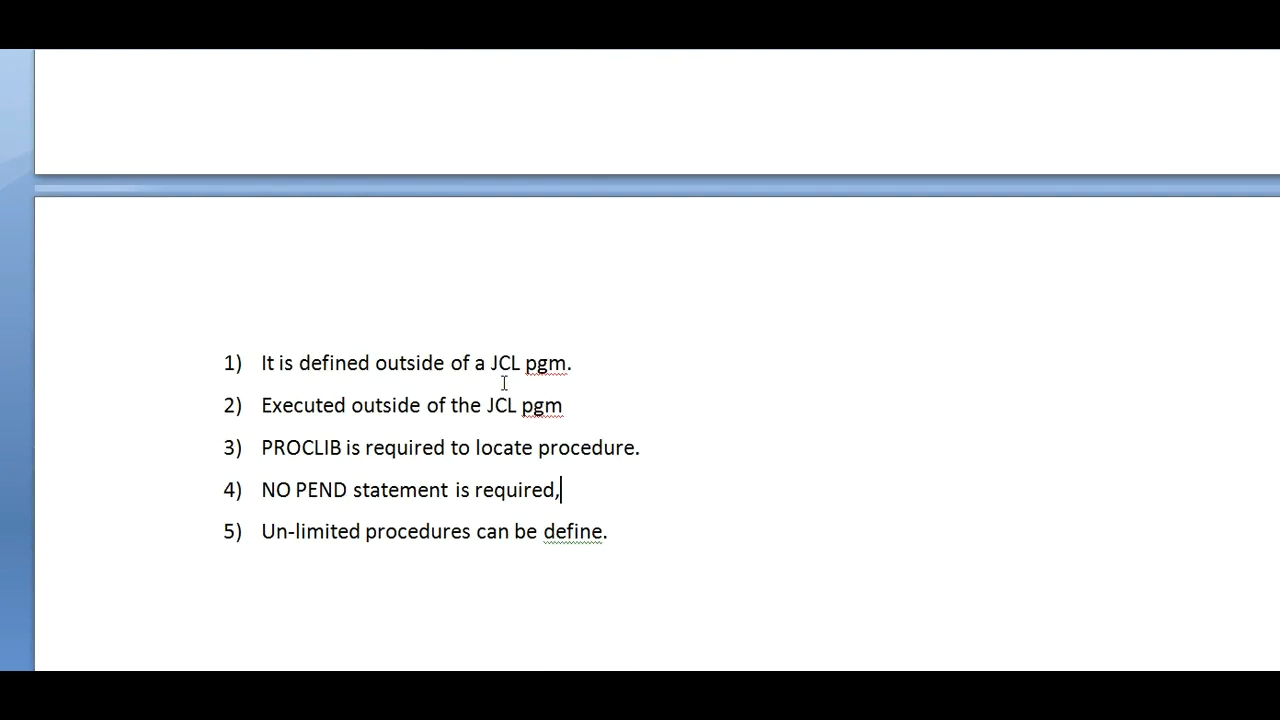 1) It is defined outside of a JCL pgm.
2) Executed outside of the JCL pgm
3) PROCLIB is required to locate procedure.
4) NO PEND statement is required,
5) Un-limited procedures can be define.